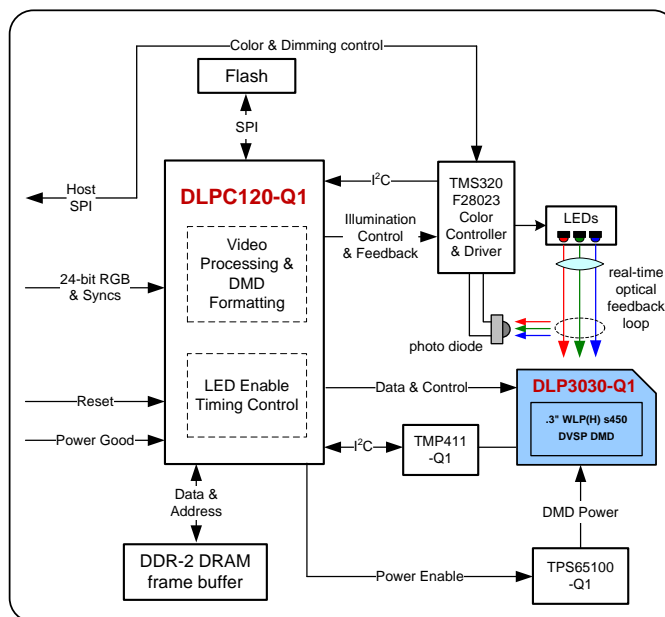 Color & Dimming control
Flash
SPI
Host
SPI
DLPC120-Q1
I²C
TMS320
F28023
Color
Controller
& Driver
LEDs
Illumination
Control
& Feedback
Video
Processing &
DMD
Formatting
24-bit RGB
& Syncs
real-time
optical
feedback
loop
photo diode
LED Enable
Timing Control
Data & Control
DLP3030-Q1
.3" WLP(H) s450
DVSP DMD
Reset
Power Good
I²C
TMP411
-Q1
Data &
Address
DMD Power
DDR-2 DRAM
frame buffer
Power Enable
TPS65100
-Q1